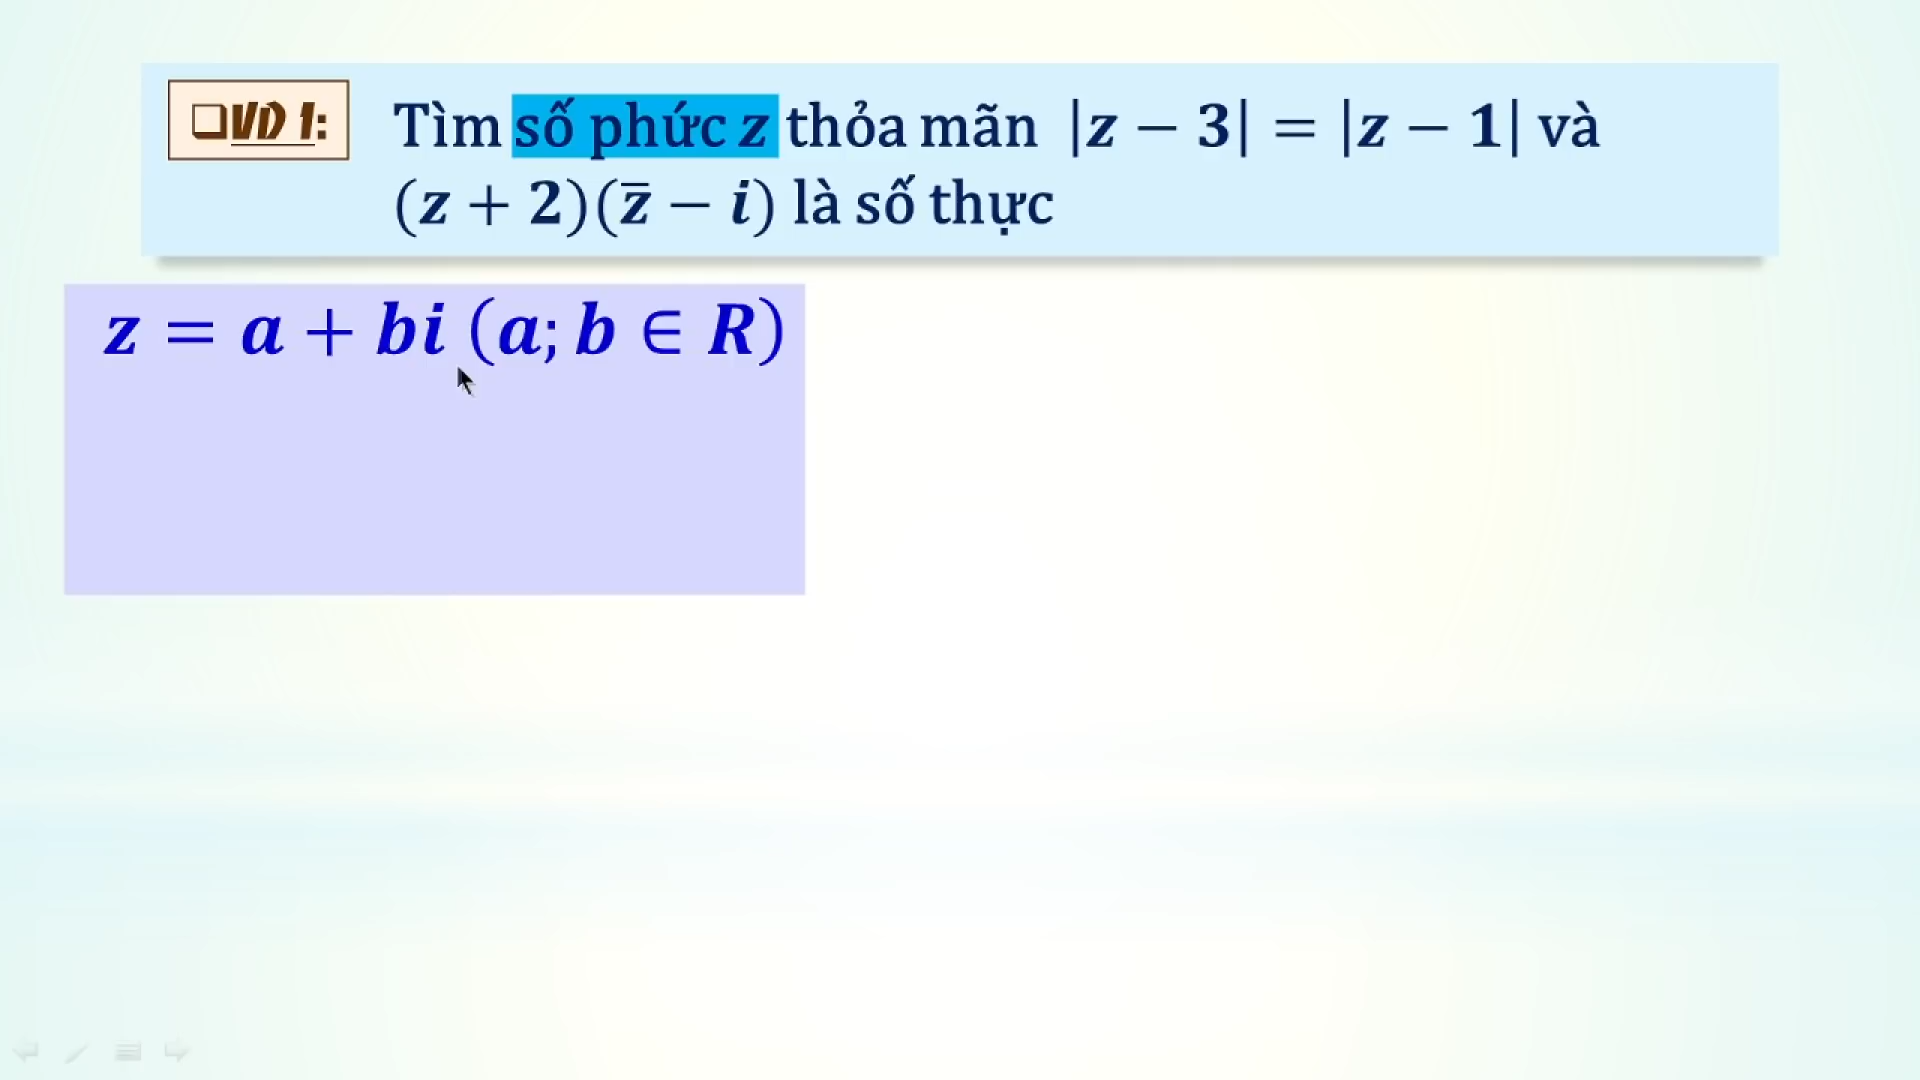 ❑VD 1:
Tìm số phức z thỏa mãn |z − 3| = |z − 1| và
(z + 2)(z̅ − i) là số thực
z = a + bi (a; b ∈ R)